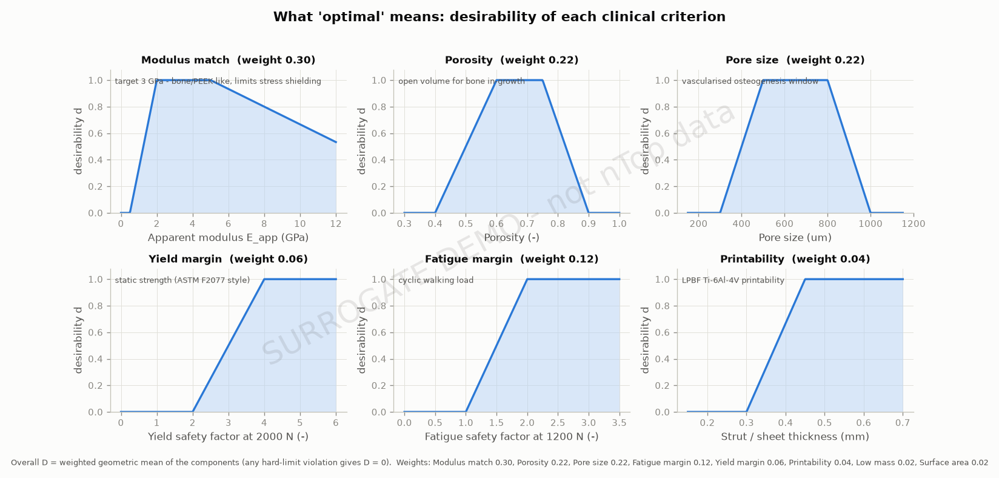 What 'optimal' means: desirability of each clinical criterion
Modulus match  (weight 0.30)
target 3 GPa - bone/PEEK-like, limits stress shielding
desirability d
1.0
0.8
0.6
0.4
0.2
0.0
0 2 4 6 8 10 12
Apparent modulus E_app (GPa)
Porosity  (weight 0.22)
open volume for bone ingrowth
desirability d
1.0
0.8
0.6
0.4
0.2
0.0
0.3 0.4 0.5 0.6 0.7 0.8 0.9 1.0
Porosity (-)
Pore size  (weight 0.22)
vascularised osteogenesis window
desirability d
1.0
0.8
0.6
0.4
0.2
0.0
200 400 600 800 1000 1200
Pore size (um)
Yield margin  (weight 0.06)
static strength (ASTM F2077 style)
desirability d
1.0
0.8
0.6
0.4
0.2
0.0
0 1 2 3 4 5 6
Yield safety factor at 2000 N (-)
Fatigue margin  (weight 0.12)
cyclic walking load
desirability d
1.0
0.8
0.6
0.4
0.2
0.0
0.0 0.5 1.0 1.5 2.0 2.5 3.0 3.5
Fatigue safety factor at 1200 N (-)
Printability  (weight 0.04)
LPBF Ti-6Al-4V printability
desirability d
1.0
0.8
0.6
0.4
0.2
0.0
0.2 0.3 0.4 0.5 0.6 0.7
Strut / sheet thickness (mm)
SURROGATE DEMO - not nTop data
Overall D = weighted geometric mean of the components (any hard-limit violation gives D = 0).  Weights: Modulus match 0.30, Porosity 0.22, Pore size 0.22, Fatigue margin 0.12, Yield margin 0.06, Printability 0.04, Low mass 0.02, Surface area 0.02